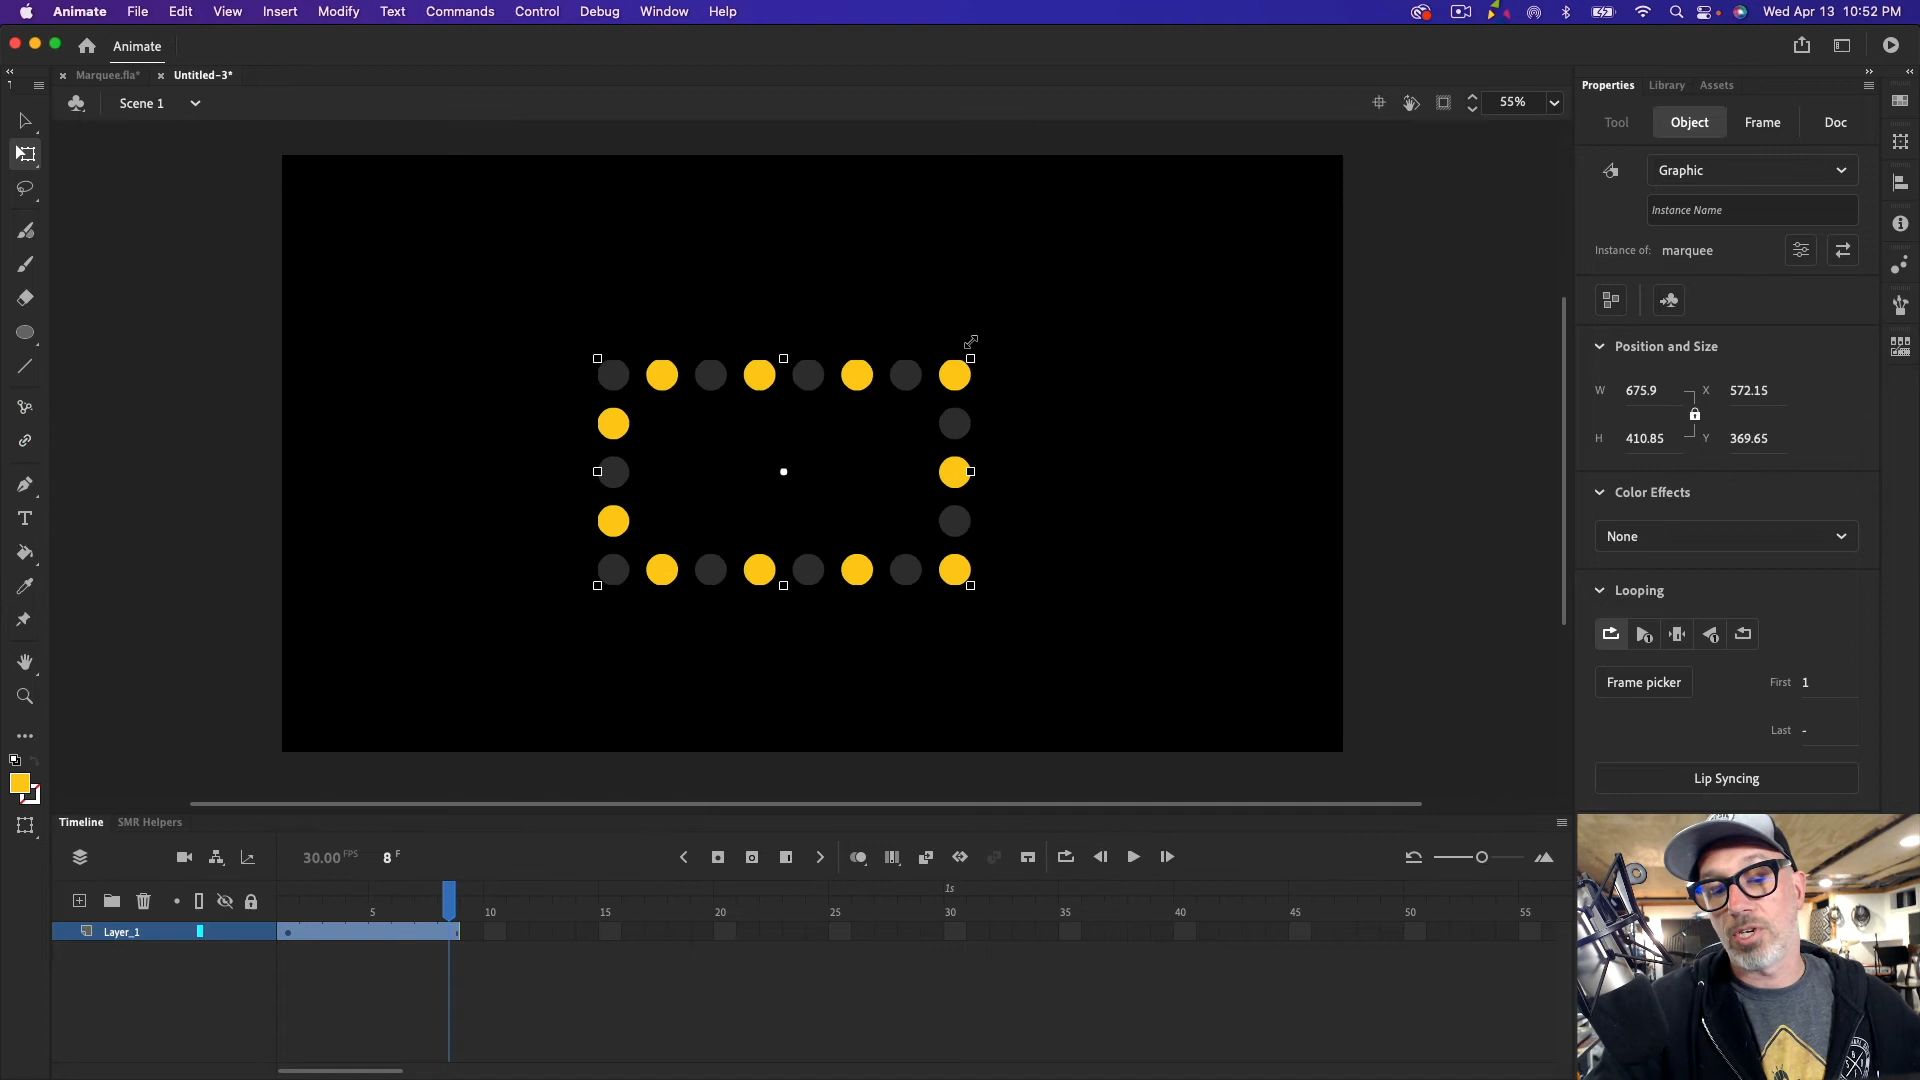 Animate File Edit View Insert Modify Text Commands Control Debug Window Help Wed Apr 13 10:52 PM
Animate
Marquee.fla* Untitled-3*
Properties Library Assets
Scene 1
55%
Tool Object Frame Doc
Graphic
Instance Name
Instance of: marquee
Position and Size
W 675.9 X 572.15
H 410.85 Y 369.65
Color Effects
None
Looping
Frame picker First 1
Last -
Lip Syncing
Timeline SMR Helpers
30.00 FPS 8 F
1s
5 10 15 20 25 30 35 40 45 50 55
Layer_1